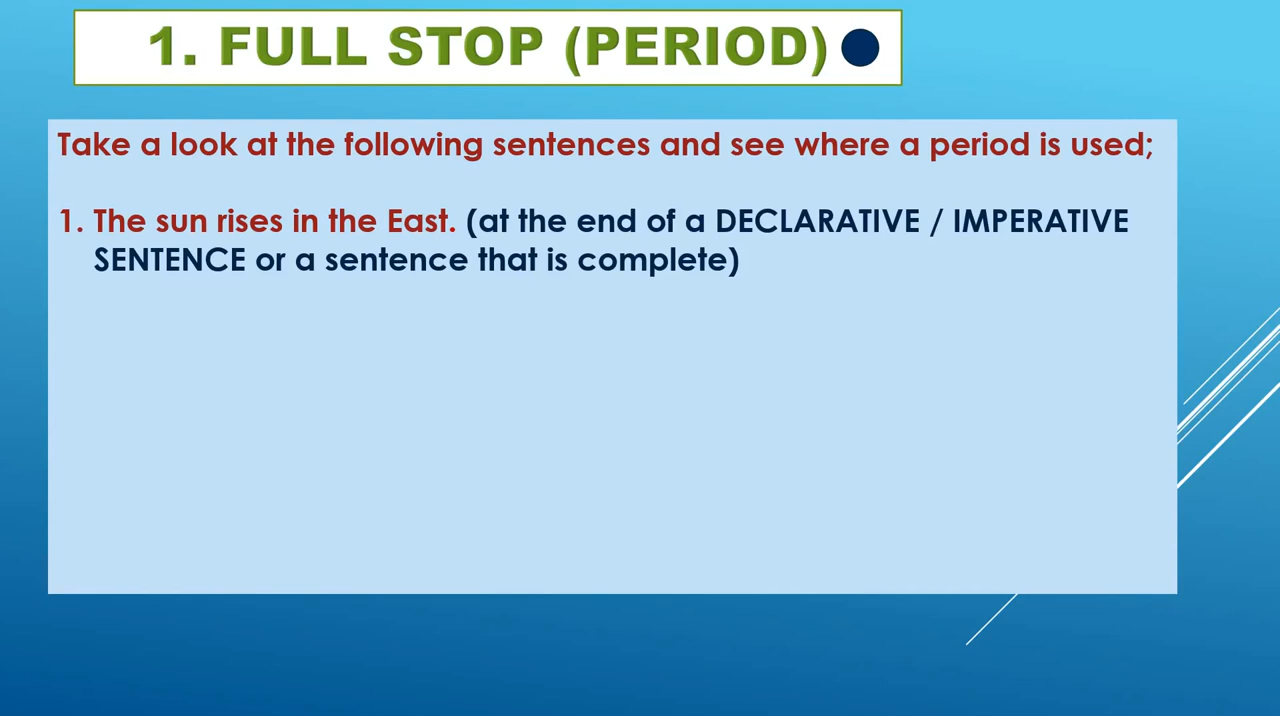 1. FULL STOP (PERIOD)
Take a look at the following sentences and see where a period is used;
1. The sun rises in the East. (at the end of a DECLARATIVE / IMPERATIVE
SENTENCE or a sentence that is complete)